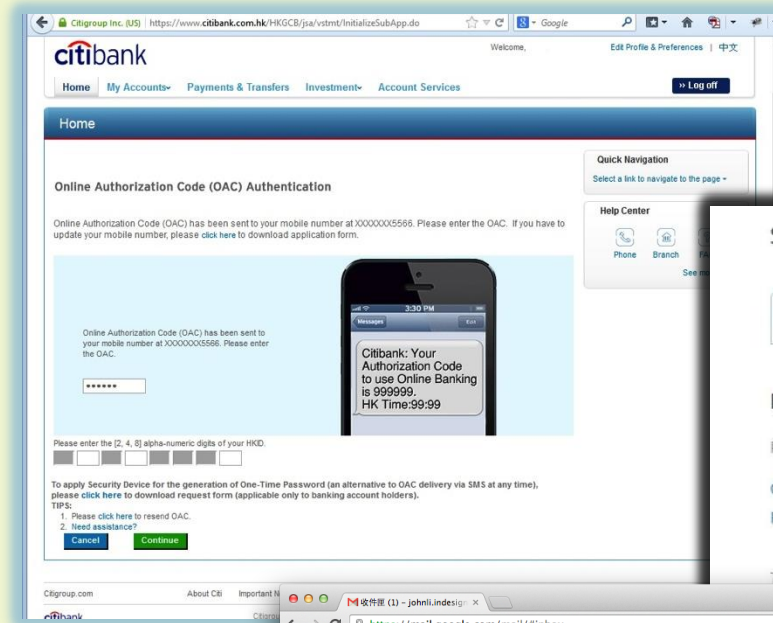 Citigroup Inc. (US) https://www.citibank.com.hk/HKGCB/jsa/vstmt/InitializeSubApp.do
Google
citibank
Welcome,
Edit Profile & Preferences | 中文
Home My Accounts Payments & Transfers Investment Account Services
» Log off
Home
Online Authorization Code (OAC) Authentication
Online Authorization Code (OAC) has been sent to your mobile number at XXXXXXX5566. Please enter the OAC. If you have to
update your mobile number, please click here to download application form.
Online Authorization Code (OAC) has been sent to
your mobile number at XXXXXXX5566. Please enter
the OAC.
3:30 PM
Messages Edit
Citibank: Your
Authorization Code
to use Online Banking
is 999999.
HK Time:99:99
Please enter the [2, 4, 8] alpha-numeric digits of your HKID.
To apply Security Device for the generation of One-Time Password (an alternative to OAC delivery via SMS at any time),
please click here to download request form (applicable only to banking account holders).
TIPS:
1. Please click here to resend OAC.
2. Need assistance?
Cancel Continue
Quick Navigation
Select a link to navigate to the page
Help Center
Phone Branch
See
Citigroup.com About Citi Important
citibank
收件匣 (1) - johnli.indesign
https://mail.google.com/mail/#inbox